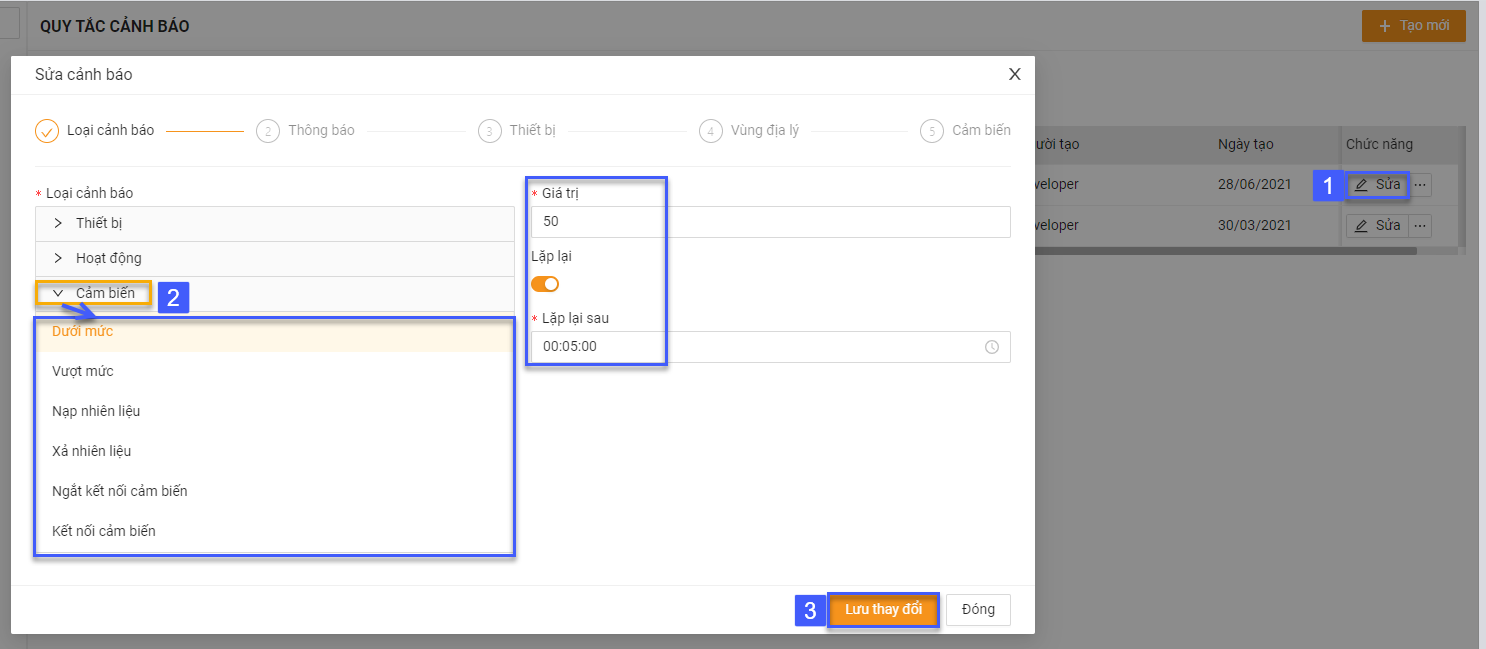 QUY TẮC CẢNH BÁO
Tạo mới
Sửa cảnh báo
X
Loại cảnh báo
2 Thông báo
3 Thiết bị
4 Vùng địa lý
5 Cảm biến
* Loại cảnh báo
Thiết bị
Hoạt động
Cảm biến
2
Dưới mức
Vượt mức
Nạp nhiên liệu
Xả nhiên liệu
Ngắt kết nối cảm biến
Kết nối cảm biến
* Giá trị
50
Lặp lại
* Lặp lại sau
00:05:00
3
Lưu thay đổi
Đóng
Ngày tạo
Chức năng
28/06/2021
1
Sửa
...
30/03/2021
Sửa
...